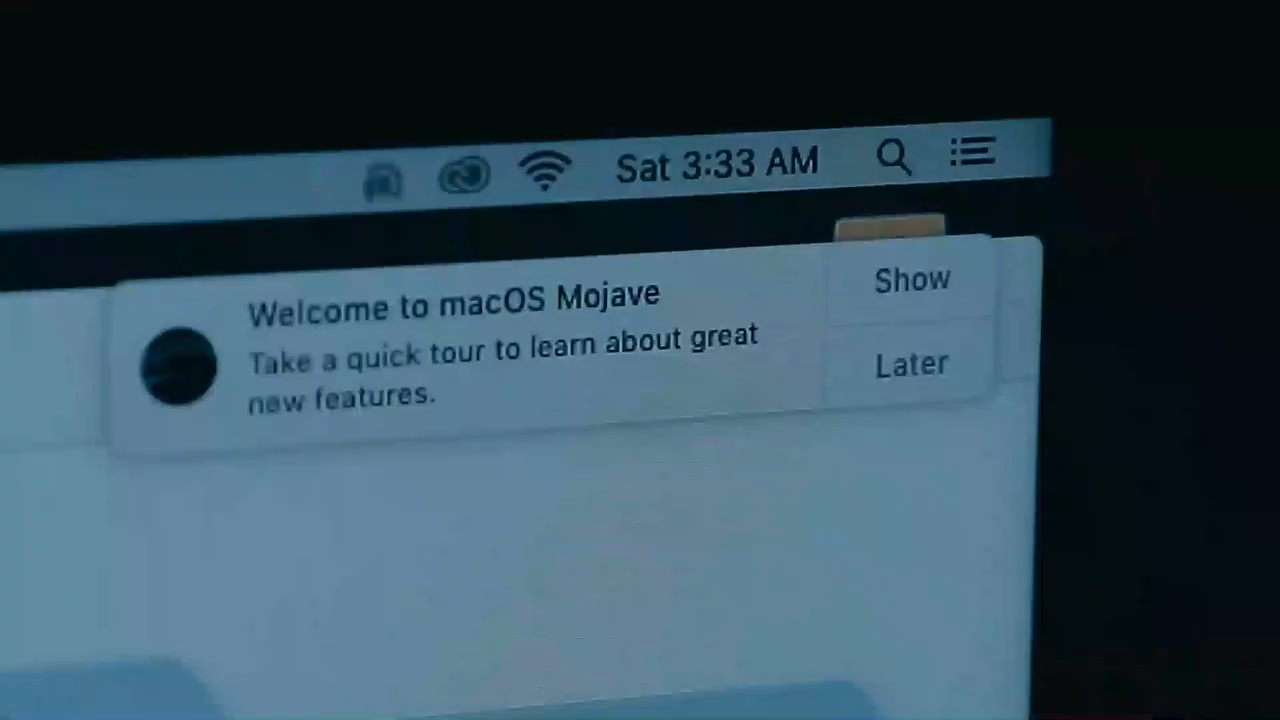 Sat 3:33 AM
Welcome to macOS Mojave
Take a quick tour to learn about great
new features.
Show
Later